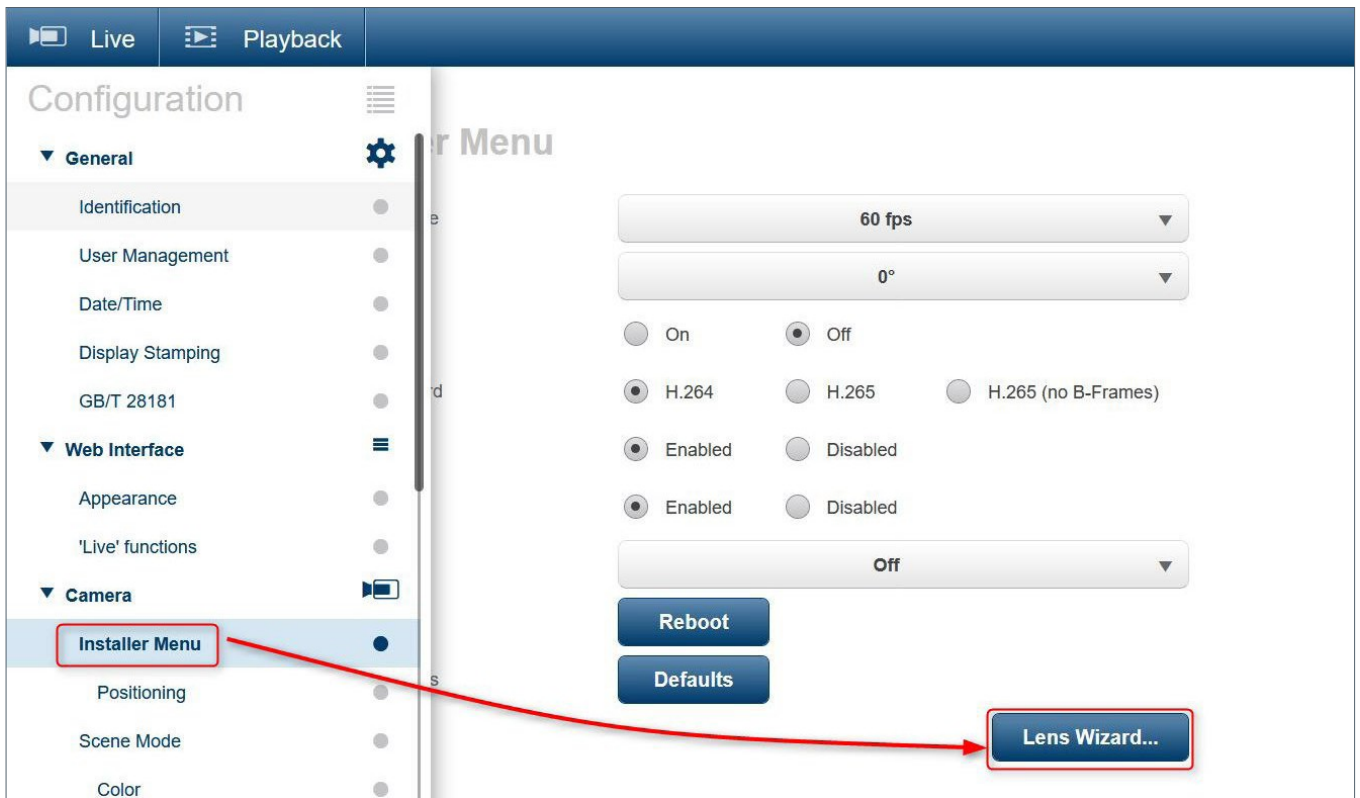 Live Playback
Configuration
r Menu
General
Identification
e 60 fps
User Management
0°
Date/Time
On Off
Display Stamping
GB/T 28181
rd H.264 H.265 H.265 (no B-Frames)
Web Interface
Enabled Disabled
Appearance
Enabled Disabled
'Live' functions
Off
Camera
Reboot
Installer Menu
s Defaults
Positioning
Scene Mode
Lens Wizard...
Color